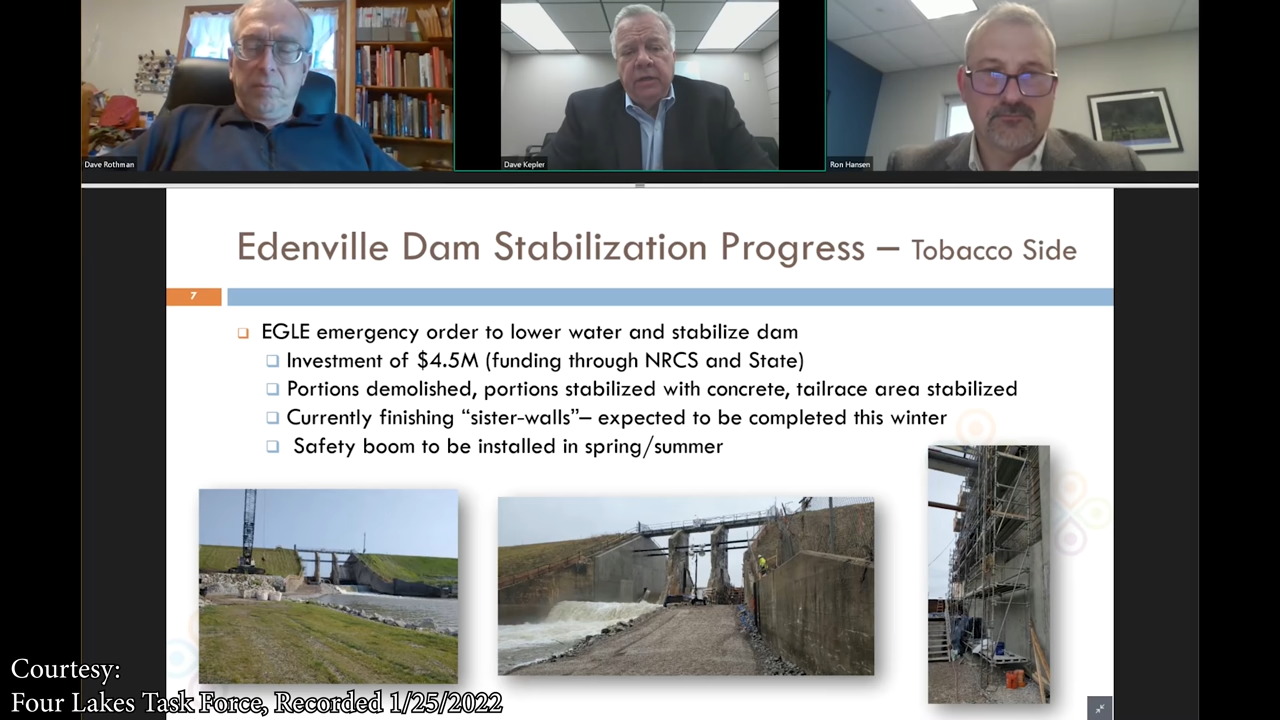 Dave Rothman
Dave Kepler
Ron Hansen
Edenville Dam Stabilization Progress – Tobacco Side
7
EGLE emergency order to lower water and stabilize dam
Investment of $4.5M (funding through NRCS and State)
Portions demolished, portions stabilized with concrete, tailrace area stabilized
Currently finishing “sister-walls”– expected to be completed this winter
Safety boom to be installed in spring/summer
Courtesy:
Four Lakes Task Force, Recorded 1/25/2022